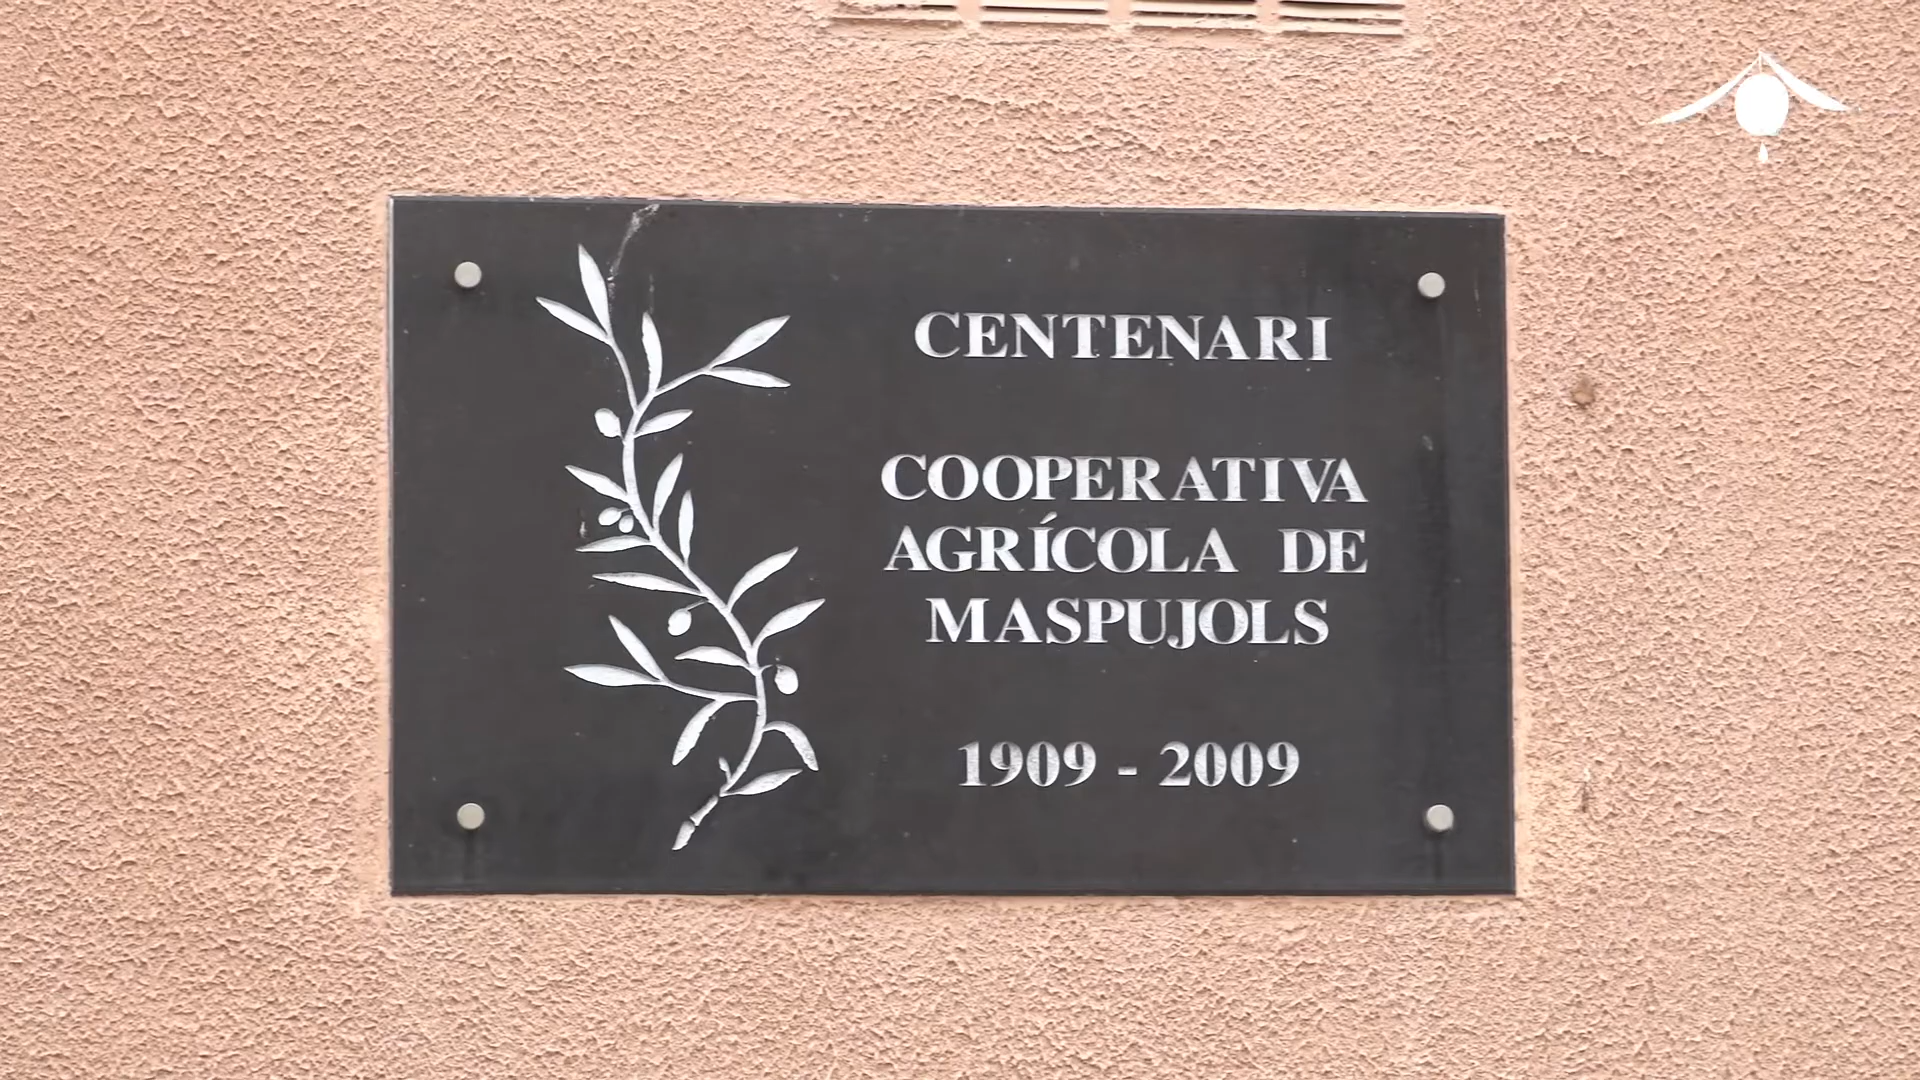 CENTENARI
COOPERATIVA
AGRÍCOLA DE
MASPUJOLS
1909 - 2009